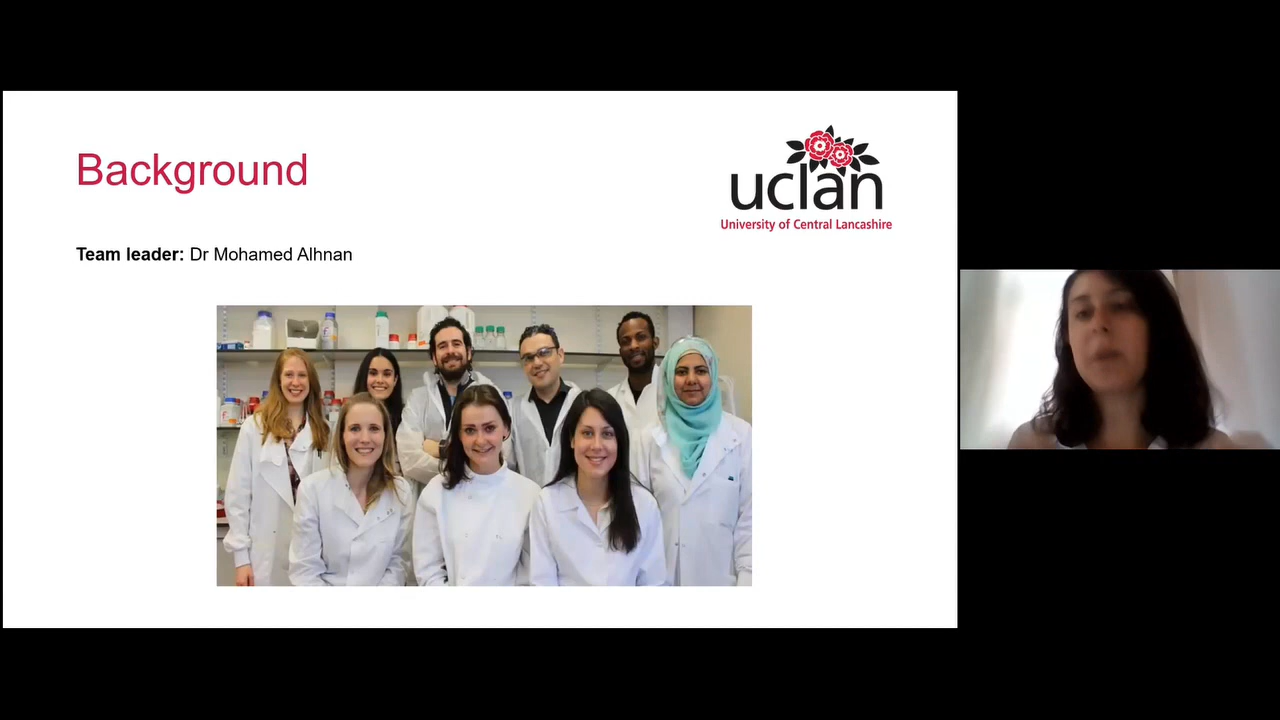 Background
uclan
University of Central Lancashire
Team leader: Dr Mohamed Alhnan